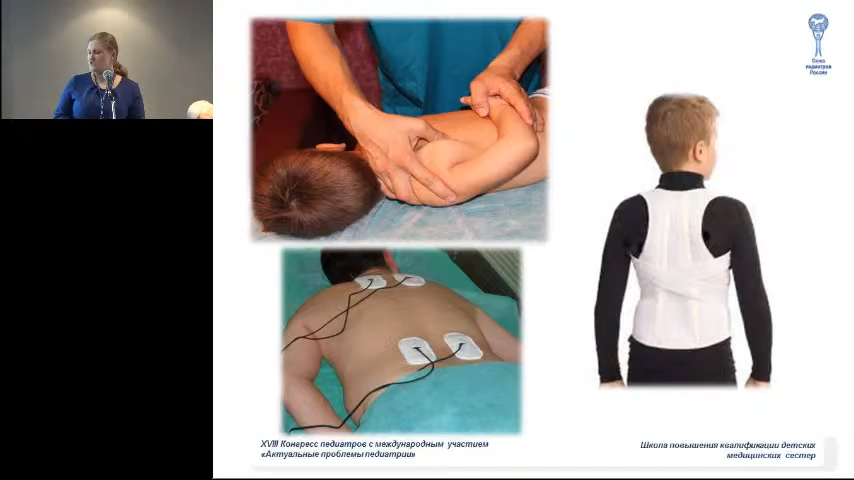 Союз
педиатров
России
XVIII Конгресс педиатров с международным участием
«Актуальные проблемы педиатрии»
Школа повышения квалификации детских
медицинских сестер